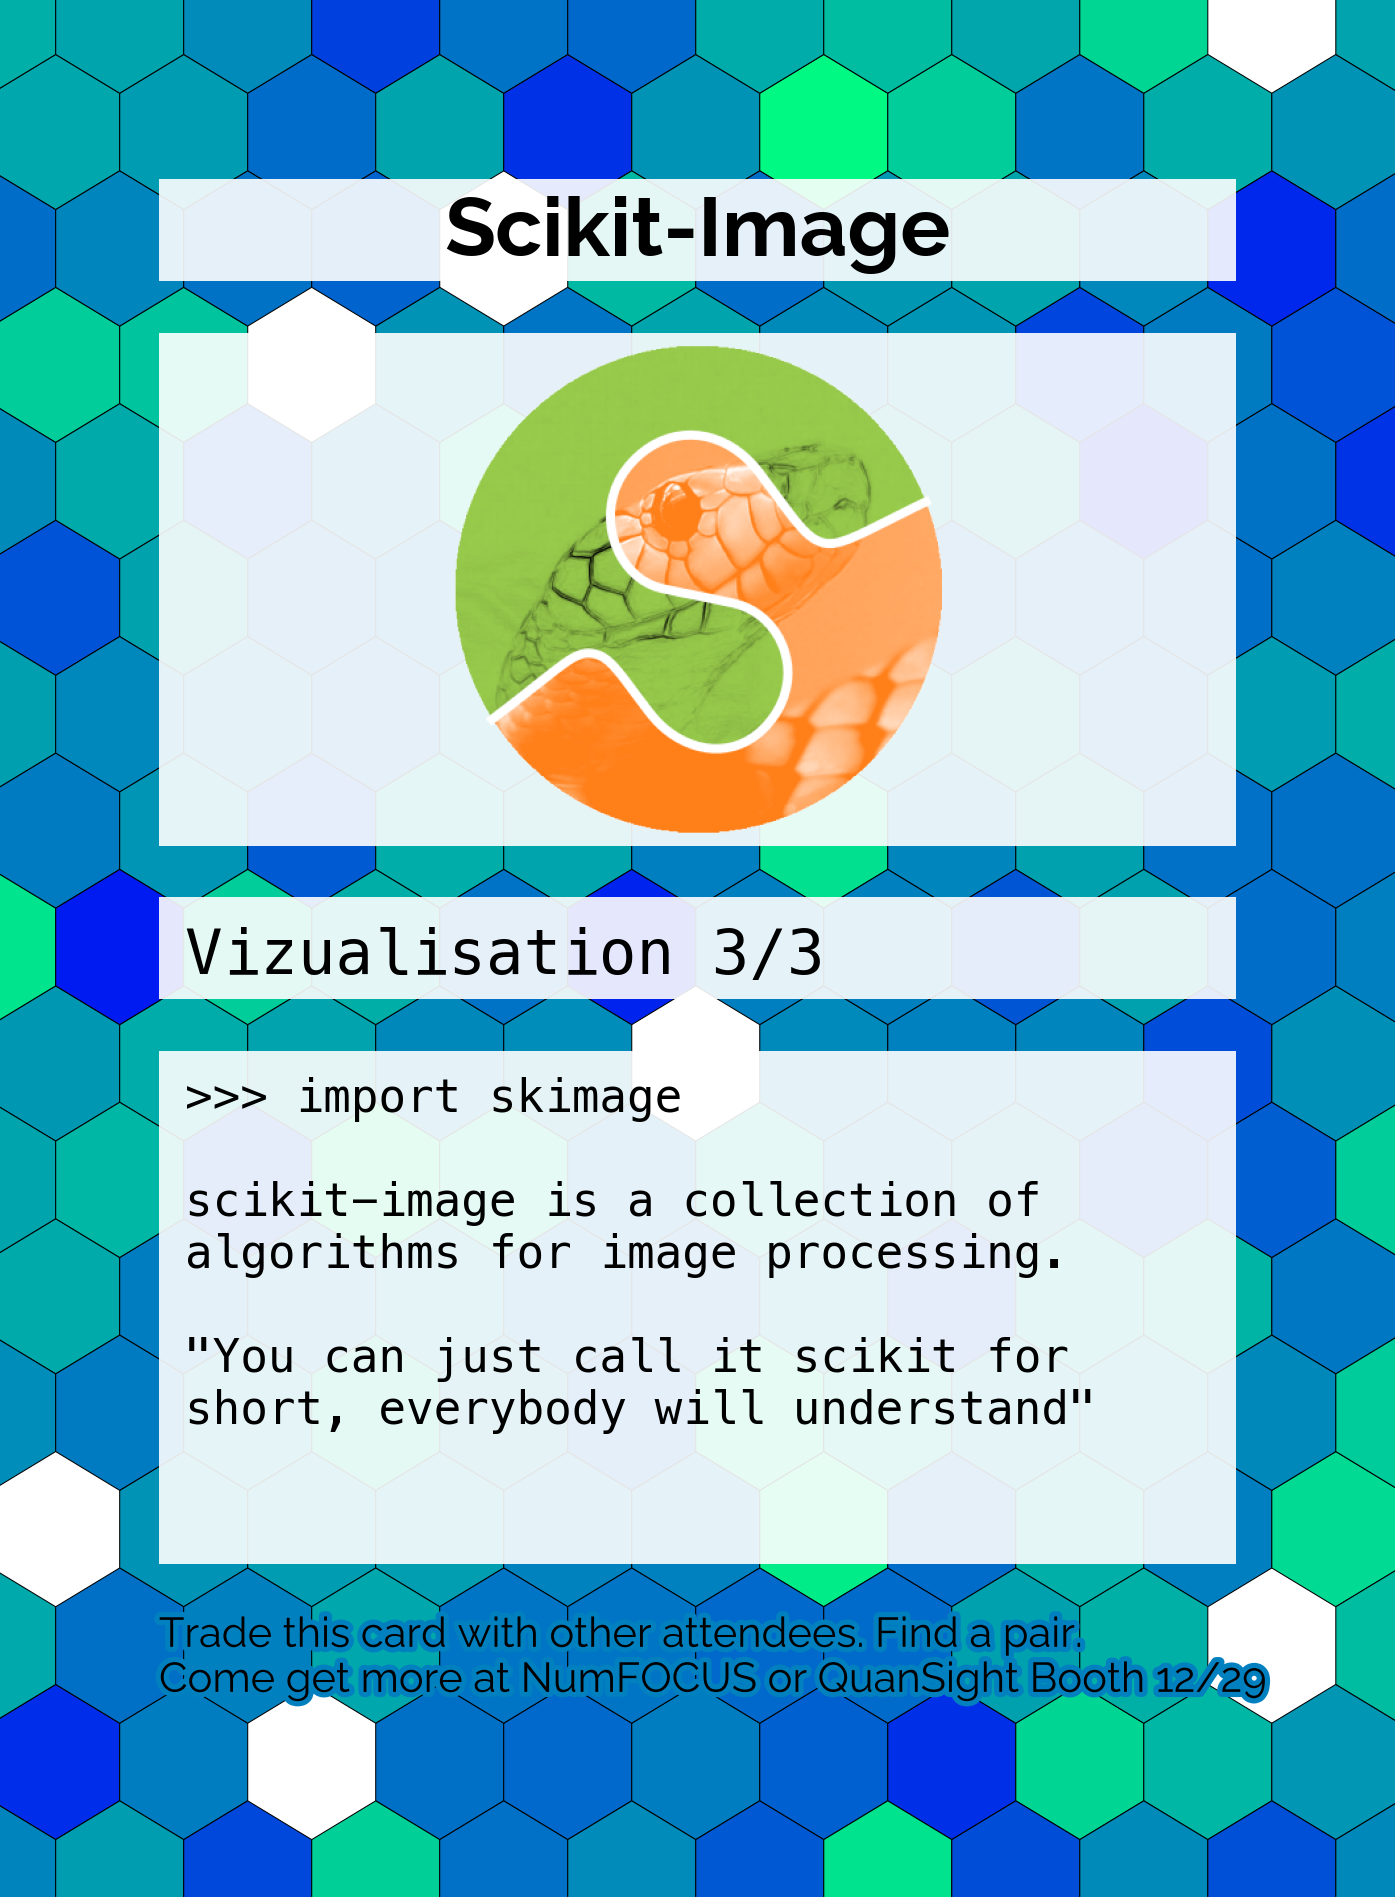 Scikit-Image
Vizualisation 3/3
>>> import skimage
scikit−image is a collection of
algorithms for image processing.
"You can just call it scikit for
short, everybody will understand"
Trade this card with other attendees. Find a pair.
Come get more at NumFOCUS or QuanSight Booth 12/29